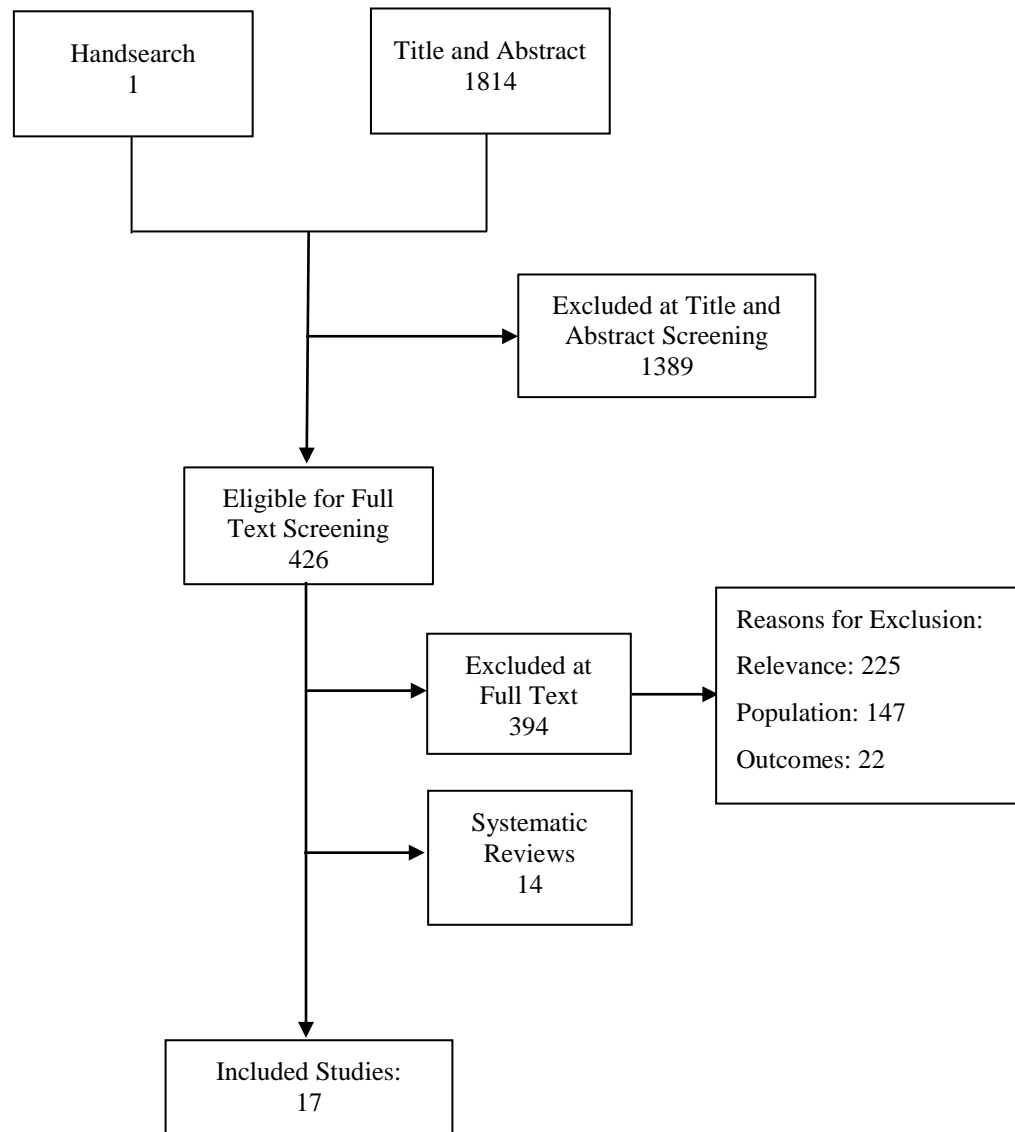 Handsearch
1
Title and Abstract
1814
Excluded at Title and
Abstract Screening
1389
Eligible for Full
Text Screening
426
Excluded at
Full Text
394
Reasons for Exclusion:
Relevance: 225
Population: 147
Outcomes: 22
Systematic
Reviews
14
Included Studies:
17